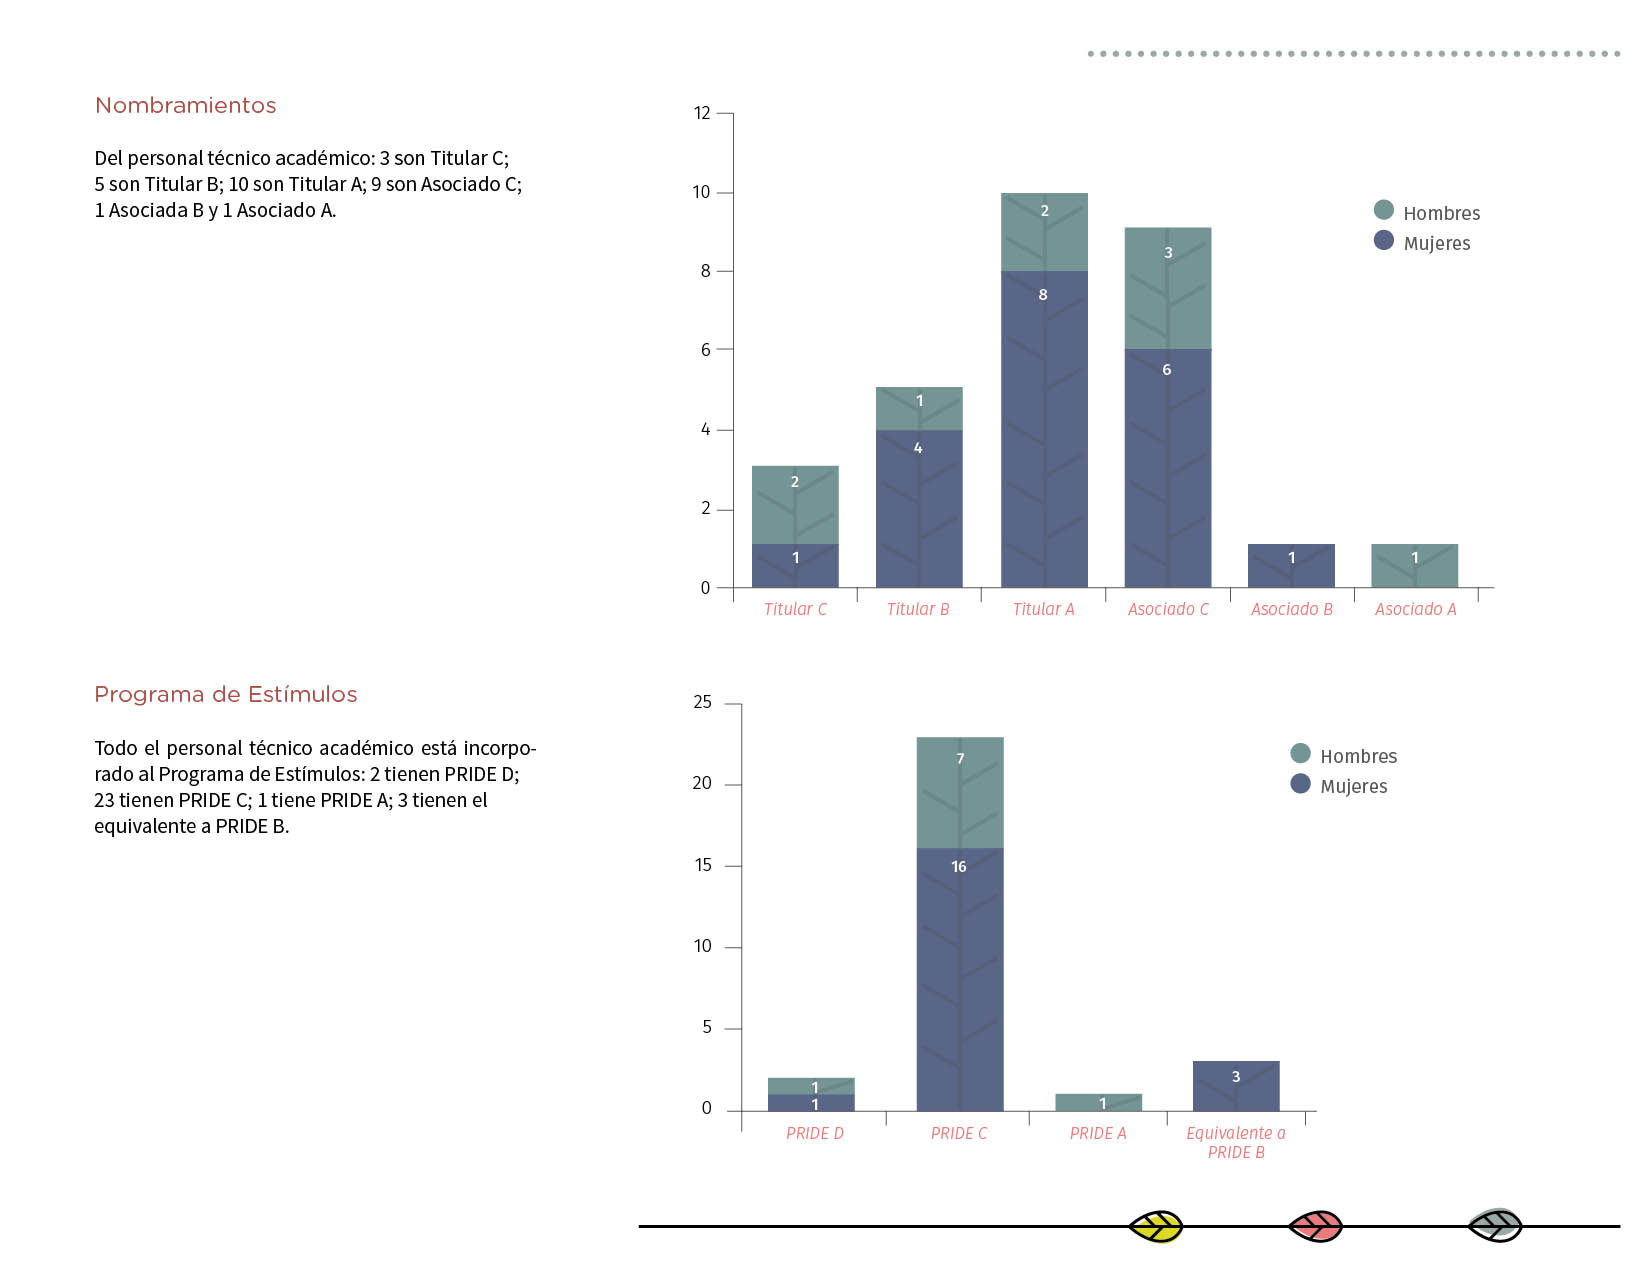 Nombramientos
Del personal técnico académico: 3 son Titular C;
5 son Titular B; 10 son Titular A; 9 son Asociado C;
1 Asociada B y 1 Asociado A.
12
10
8
6
4
2
0
2
1
1
4
2
8
3
6
1
1
Titular C
Titular B
Titular A
Asociado C
Asociado B
Asociado A
Hombres
Mujeres
Programa de Estímulos
Todo el personal técnico académico está incorpo-
rado al Programa de Estímulos: 2 tienen PRIDE D;
23 tienen PRIDE C; 1 tiene PRIDE A; 3 tienen el
equivalente a PRIDE B.
25
20
15
10
5
0
1
1
7
16
1
3
PRIDE D
PRIDE C
PRIDE A
Equivalente a
PRIDE B
Hombres
Mujeres